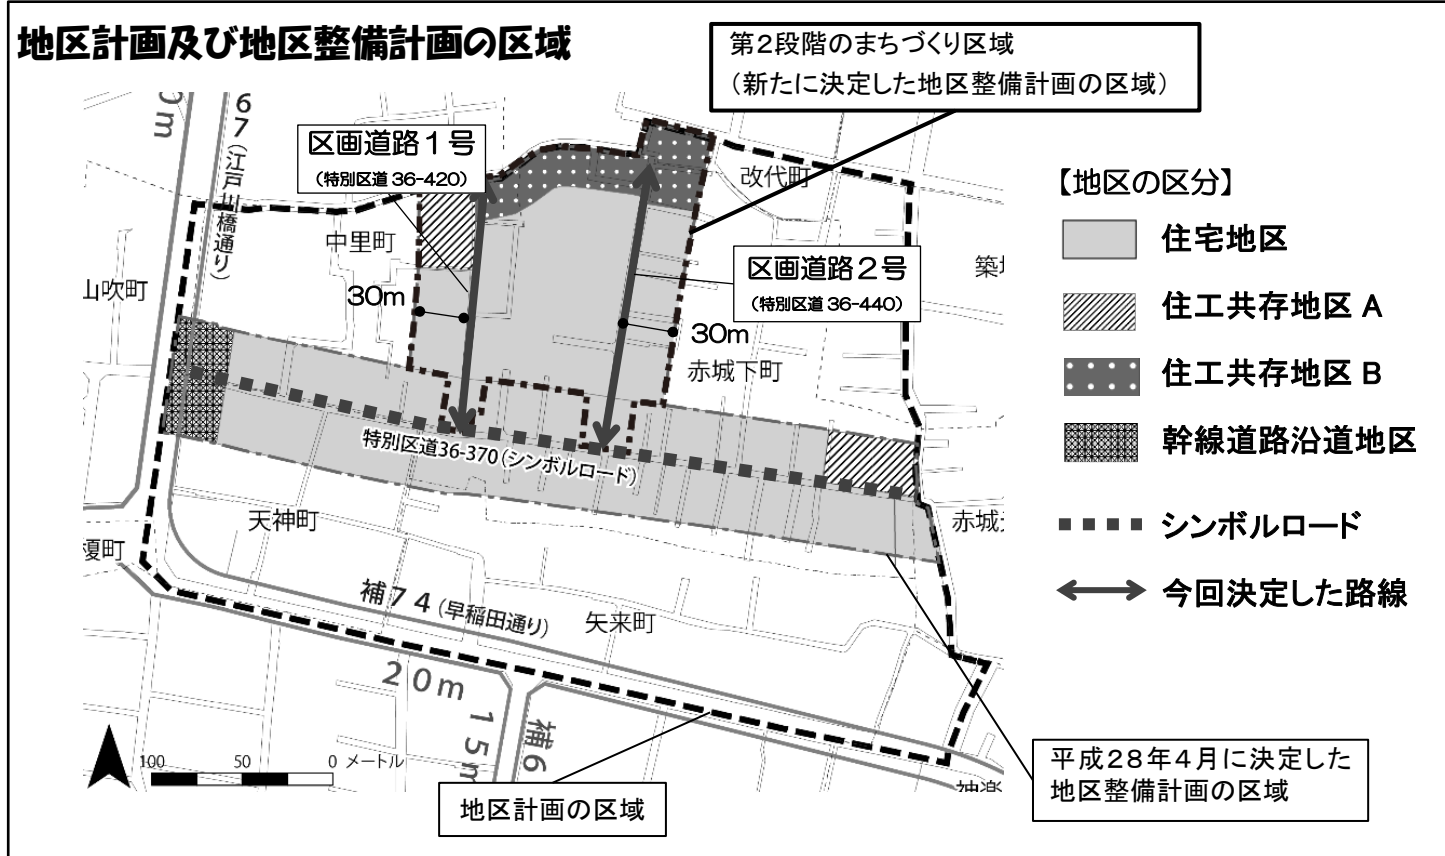 地区計画及び地区整備計画の区域
第2段階のまちづくり区域
（新たに決定した地区整備計画の区域）
67（江戸川橋通り）
区画道路1号
（特別区道36-420）
改代町
中里町
山吹町
築
区画道路2号
（特別区道36-440）
30m
30m
赤城下町
特別区道36-370（シンボルロード）
天神町
榎町
赤城
補74（早稲田通り）
矢来町
20m
15m
補6
100 50 0 メートル
地区計画の区域
神楽
平成28年4月に決定した
地区整備計画の区域
【地区の区分】
住宅地区
住工共存地区A
住工共存地区B
幹線道路沿道地区
シンボルロード
今回決定した路線